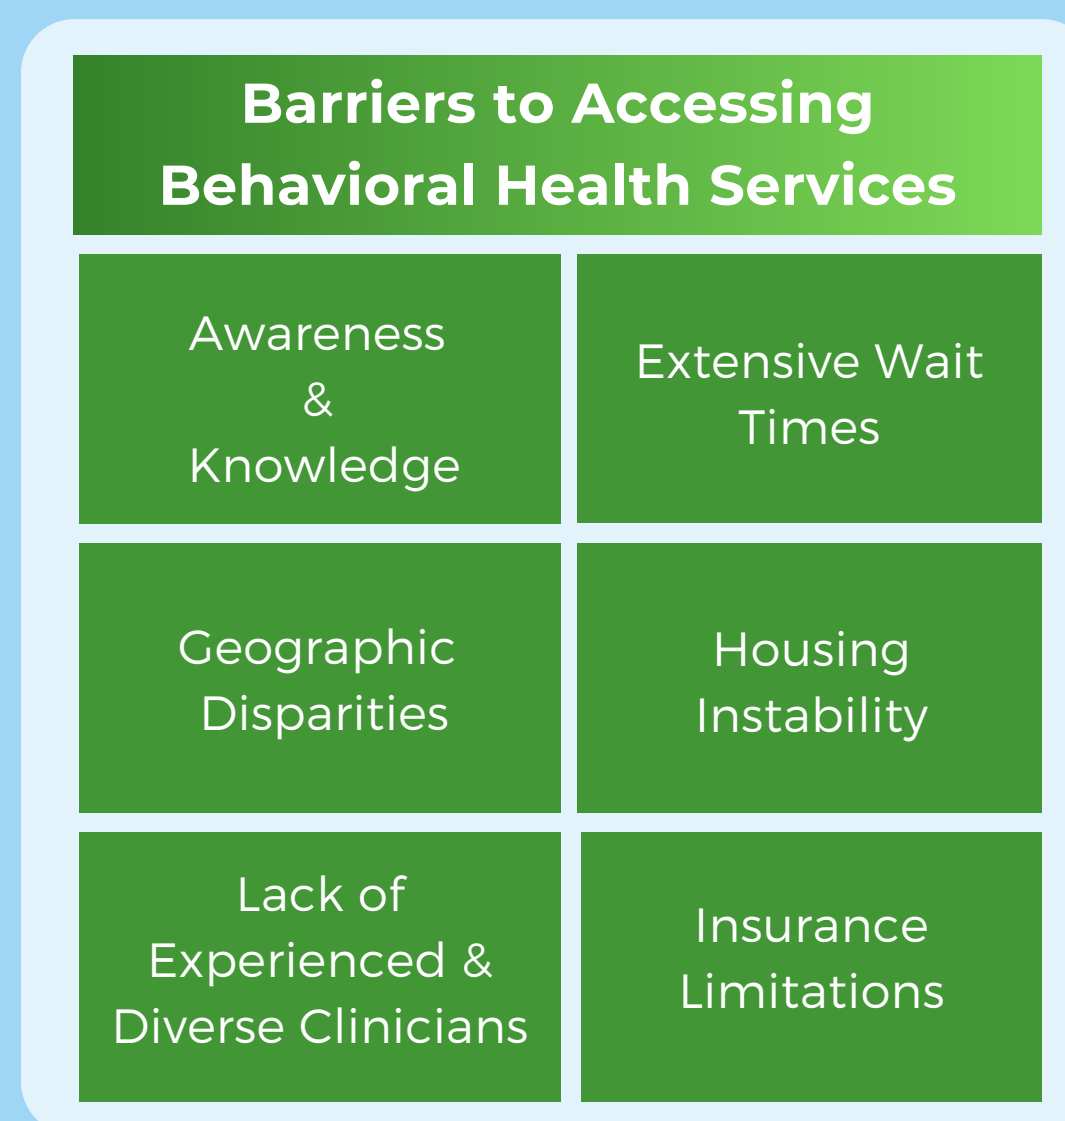 Barriers to Accessing
Behavioral Health Services
Awareness
&
Knowledge
Extensive Wait
Times
Geographic
Disparities
Housing
Instability
Lack of
Experienced &
Diverse Clinicians
Insurance
Limitations